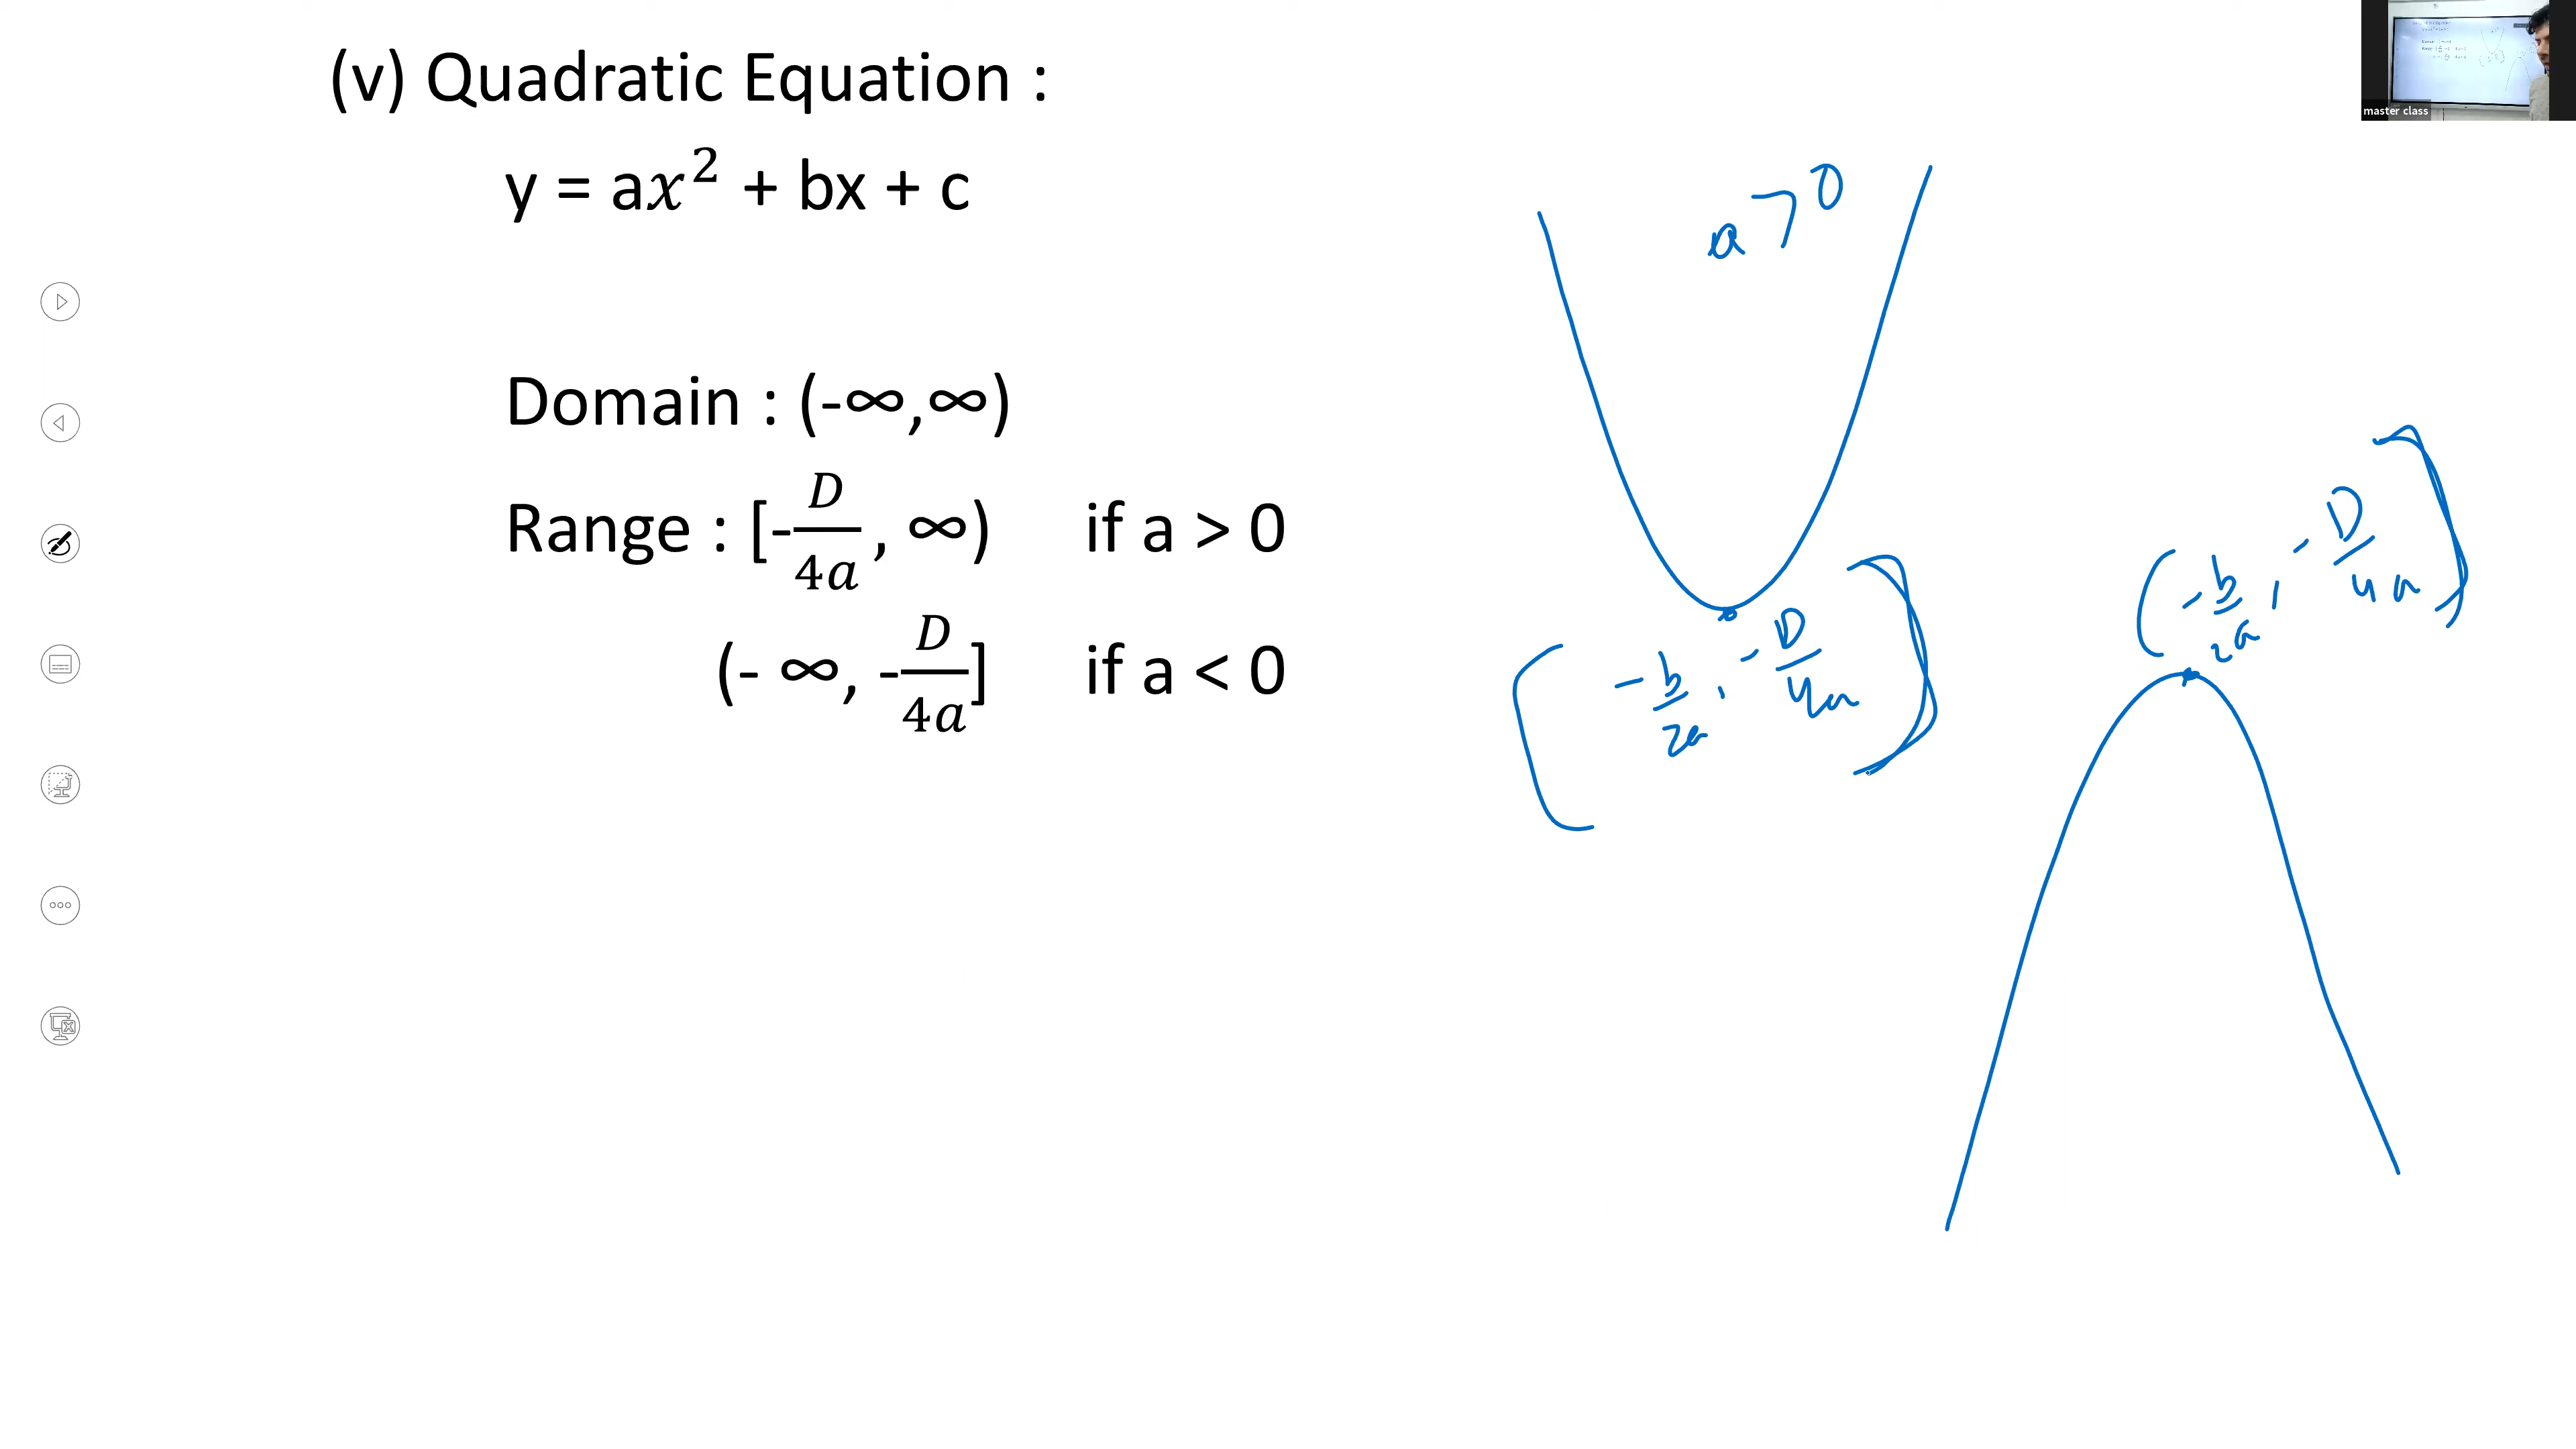 (v) Quadratic Equation :
y = ax² + bx + c
Domain : (-∞,∞)
Range : [-D/4a, ∞) if a > 0
(- ∞, -D/4a] if a < 0
a > 0
(-b/2a, -D/4a)
(-b/2a, -D/4a)
master class